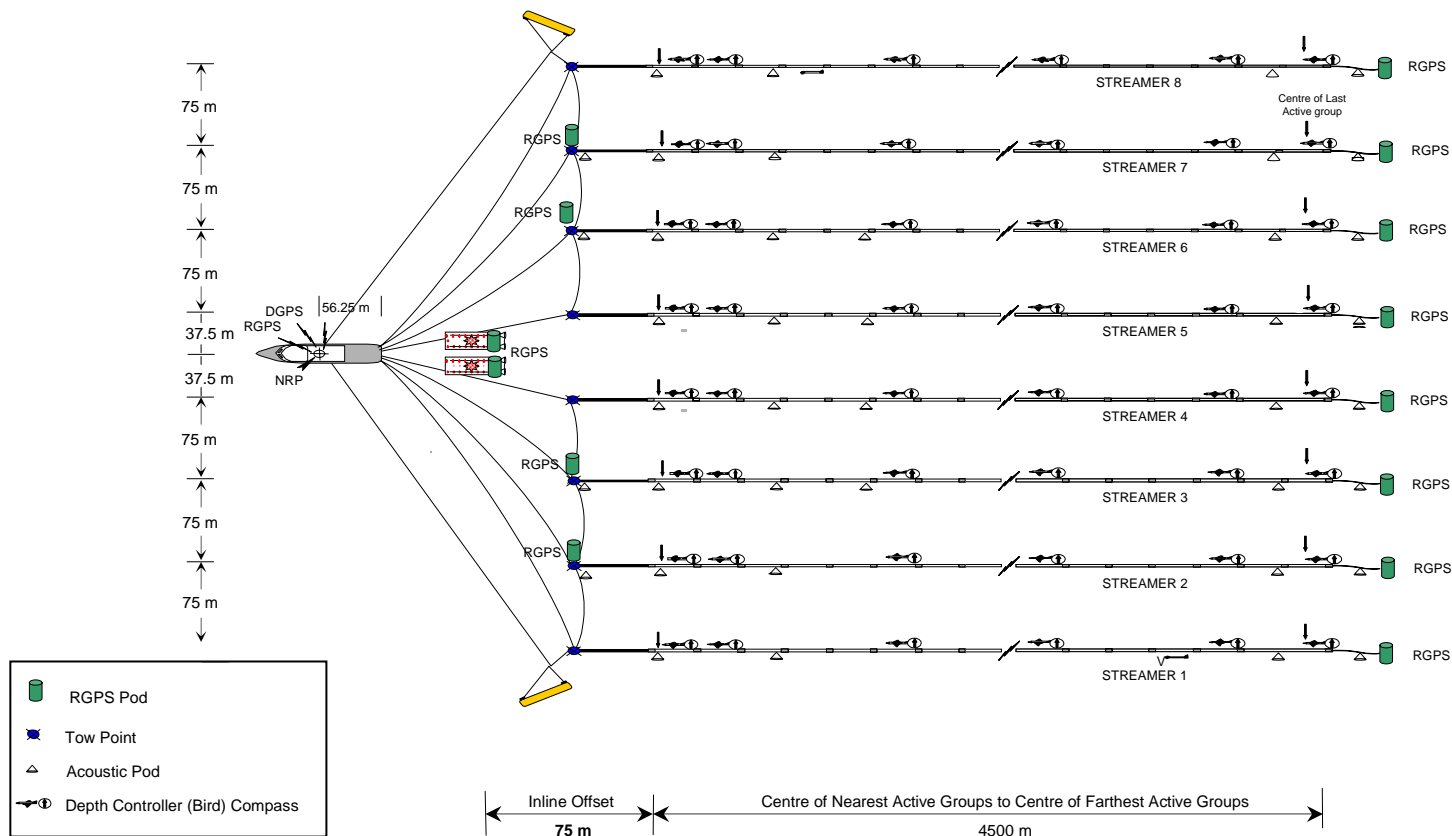 STREAMER 8
RGPS
75 m
Centre of Last
Active group
RGPS
STREAMER 7
RGPS
75 m
RGPS
STREAMER 6
RGPS
75 m
DGPS
56.25 m
RGPS
37.5 m
STREAMER 5
RGPS
RGPS
NRP
37.5 m
STREAMER 4
RGPS
75 m
RGPS
STREAMER 3
RGPS
75 m
RGPS
STREAMER 2
RGPS
75 m
V
STREAMER 1
RGPS
RGPS Pod
Tow Point
Acoustic Pod
Depth Controller (Bird) Compass
Inline Offset
75 m
Centre of Nearest Active Groups to Centre of Farthest Active Groups
4500 m